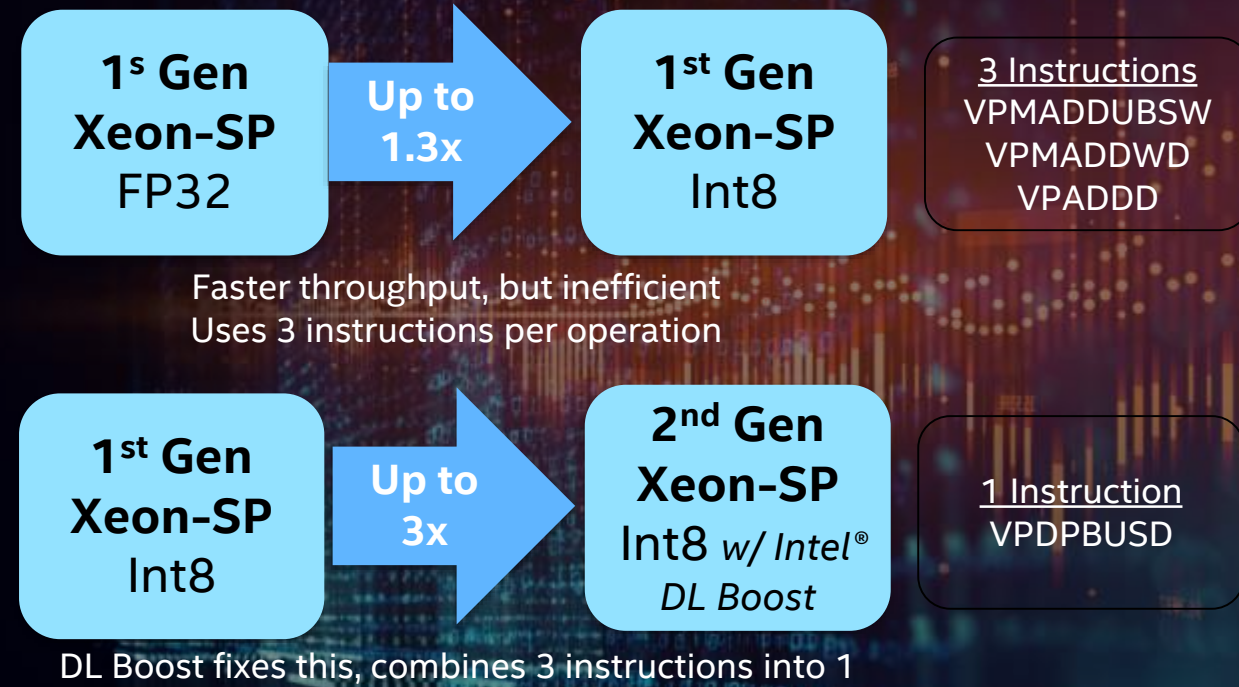 1s Gen
Xeon-SP
FP32
Up to
1.3x
1st Gen
Xeon-SP
Int8
3 Instructions
VPMADDUBSW
VPMADDWD
VPADDD
Faster throughput, but inefficient
Uses 3 instructions per operation
1st Gen
Xeon-SP
Int8
Up to
3x
2nd Gen
Xeon-SP
Int8 w/ Intel®
DL Boost
1 Instruction
VPDPBUSD
DL Boost fixes this, combines 3 instructions into 1